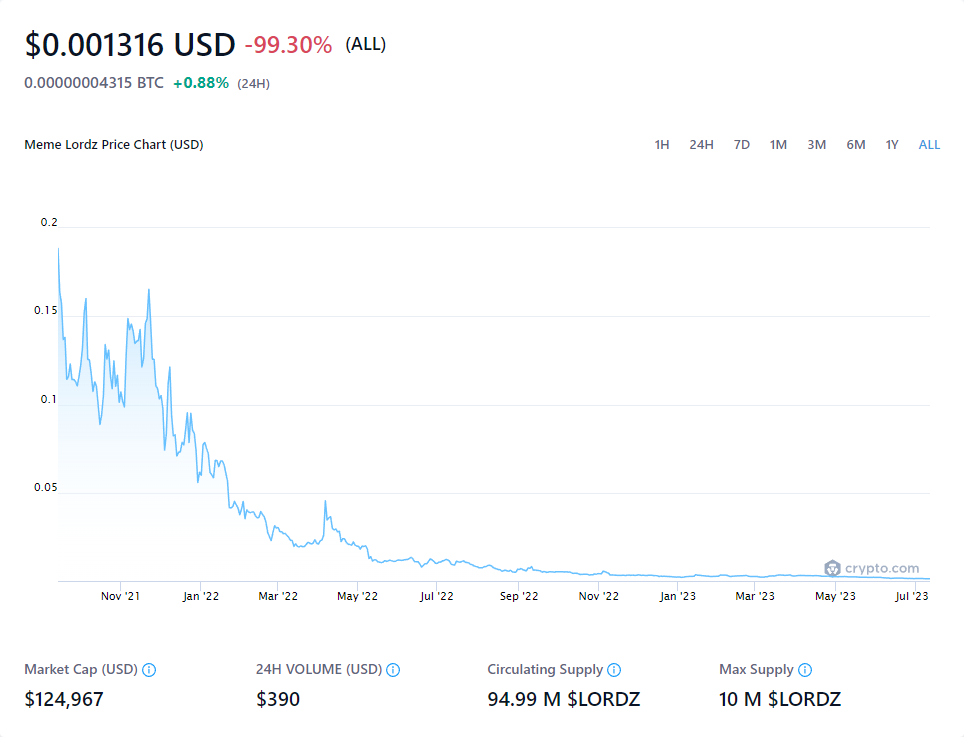 $0.001316 USD -99.30% (ALL)
0.00000004315 BTC +0.88% (24H)
Meme Lordz Price Chart (USD) 1H 24H 7D 1M 3M 6M 1Y ALL
0.2
0.15
0.1
0.05
crypto.com
Nov '21 Jan '22 Mar '22 May '22 Jul '22 Sep '22 Nov '22 Jan '23 Mar '23 May '23 Jul '23
Market Cap (USD) 24H VOLUME (USD) Circulating Supply Max Supply
$124,967 $390 94.99 M $LORDZ 10 M $LORDZ